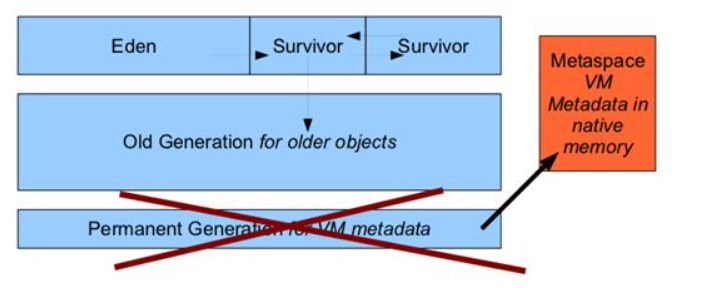 Eden
Survivor
Survivor
Old Generation for older objects
Permanent Generation for VM metadata
Metaspace
VM
Metadata in
native
memory